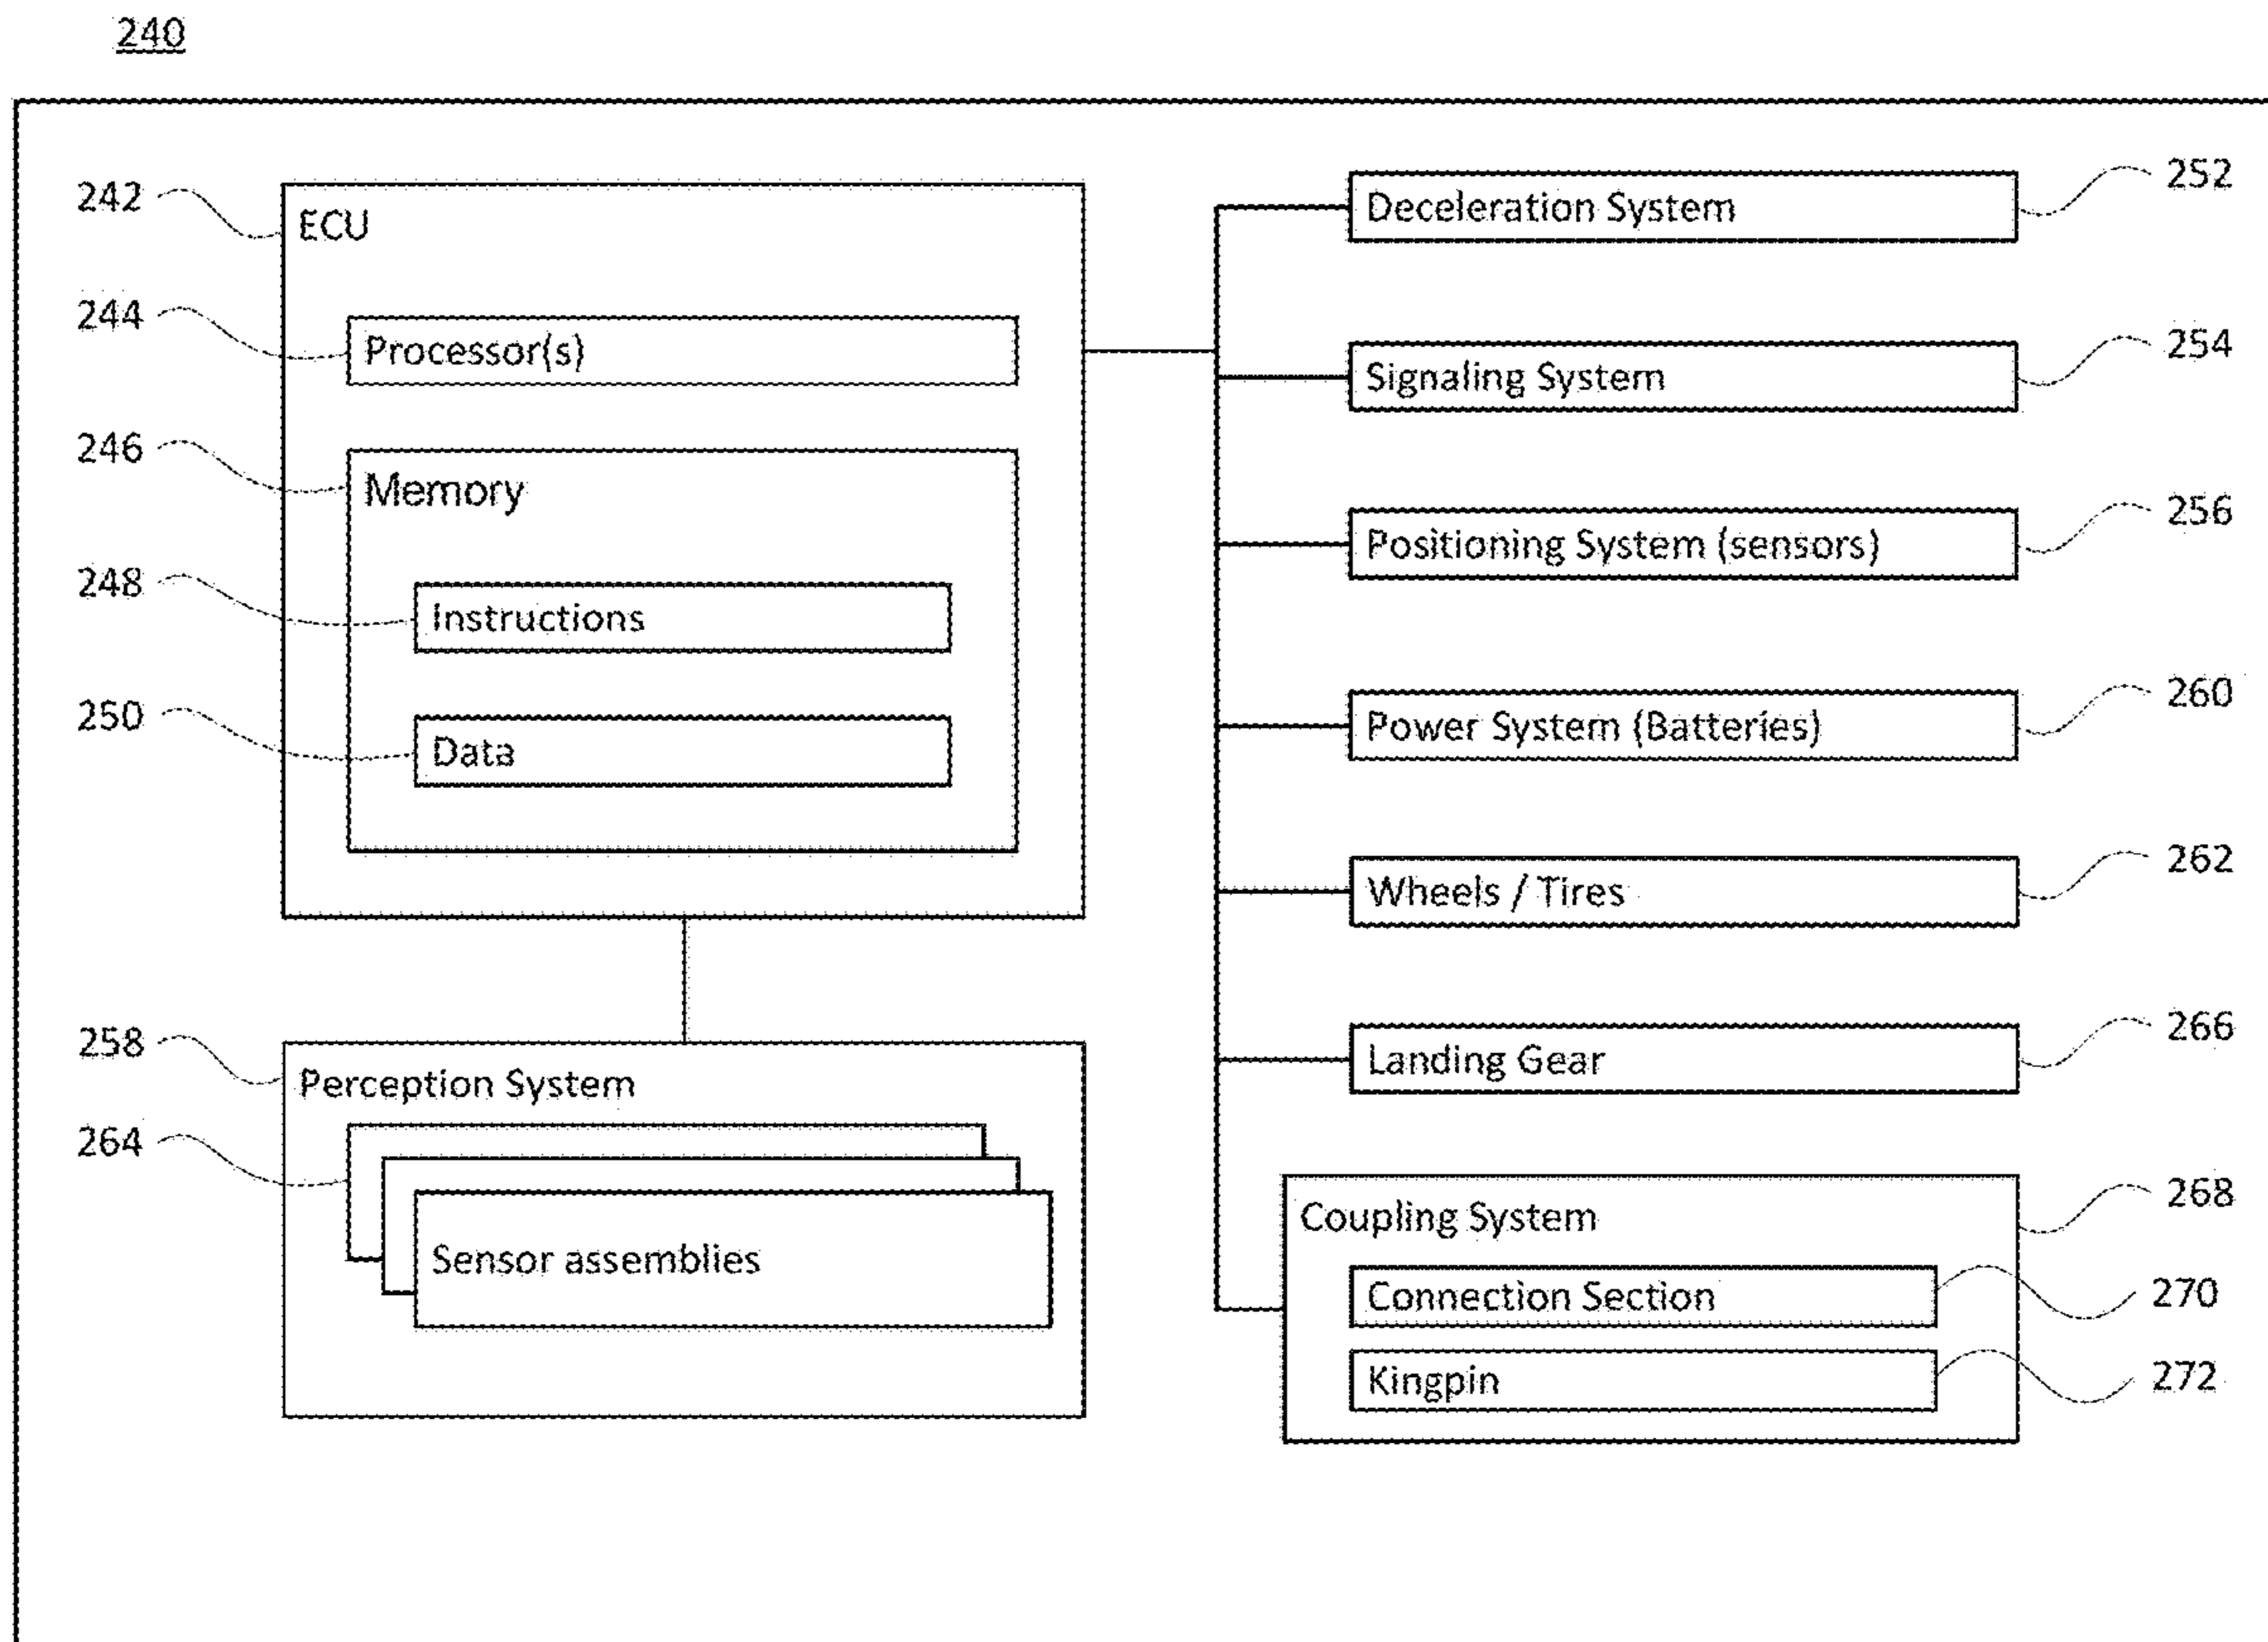 240
242
ECU
244
Processor(s)
246
Memory
248
Instructions
250
Data
258
Perception System
264
Sensor assemblies
Deceleration System
252
Signaling System
254
Positioning System (sensors)
256
Power System (Batteries)
260
Wheels / Tires
262
Landing Gear
266
Coupling System
268
Connection Section
270
Kingpin
272